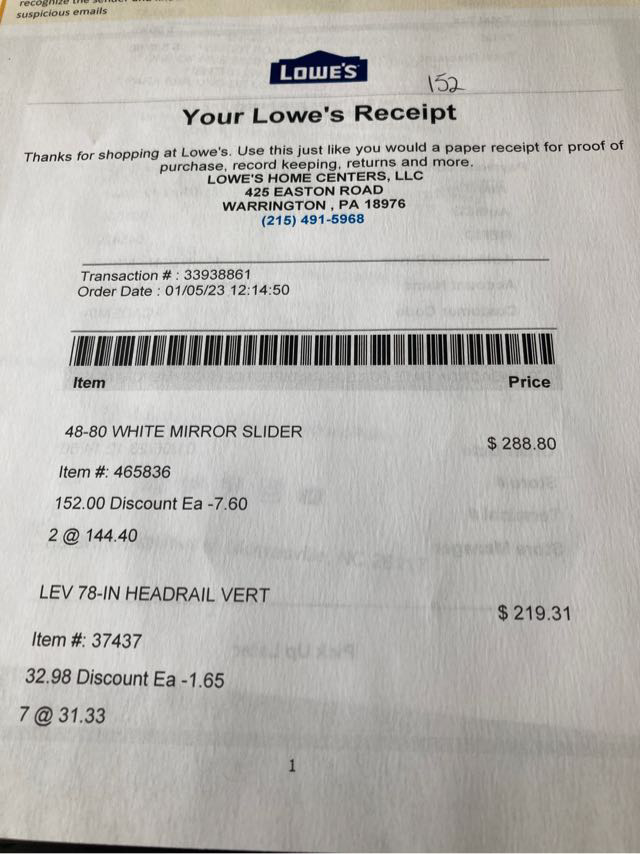 suspicious emails
LOWE'S
152
Your Lowe's Receipt
Thanks for shopping at Lowe's. Use this just like you would a paper receipt for proof of
purchase, record keeping, returns and more.
LOWE'S HOME CENTERS, LLC
425 EASTON ROAD
WARRINGTON , PA 18976
(215) 491-5968
Transaction # : 33938861
Order Date : 01/05/23 12:14:50
Item Price
48-80 WHITE MIRROR SLIDER
$ 288.80
Item #: 465836
152.00 Discount Ea -7.60
2 @ 144.40
LEV 78-IN HEADRAIL VERT
$ 219.31
Item #: 37437
32.98 Discount Ea -1.65
7 @ 31.33
1